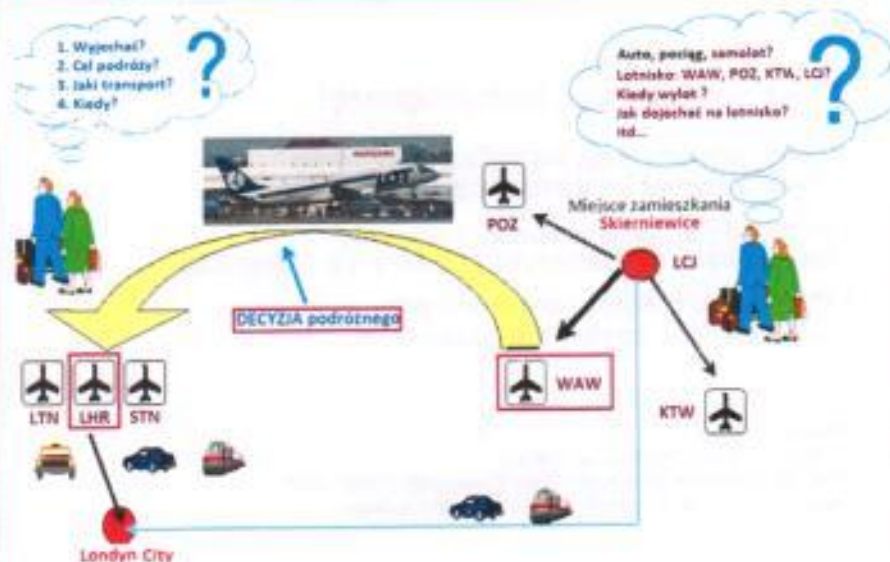 1. Wyjechać?
2. Cel podróży?
3. Jaki transport?
4. Kiedy?
?
Auto, pociąg, samolot?
Lotnisko: WAW, POZ, KTW, LCJ?
Kiedy wylot ?
Jak dojechać na lotnisko?
itd...
?
WARSZAWA
LOT
POZ
Miejsce zamieszkania
Skierniewice
LCJ
DECYZJA podróżnego
WAW
LTN
LHR
STN
KTW
Londyn City